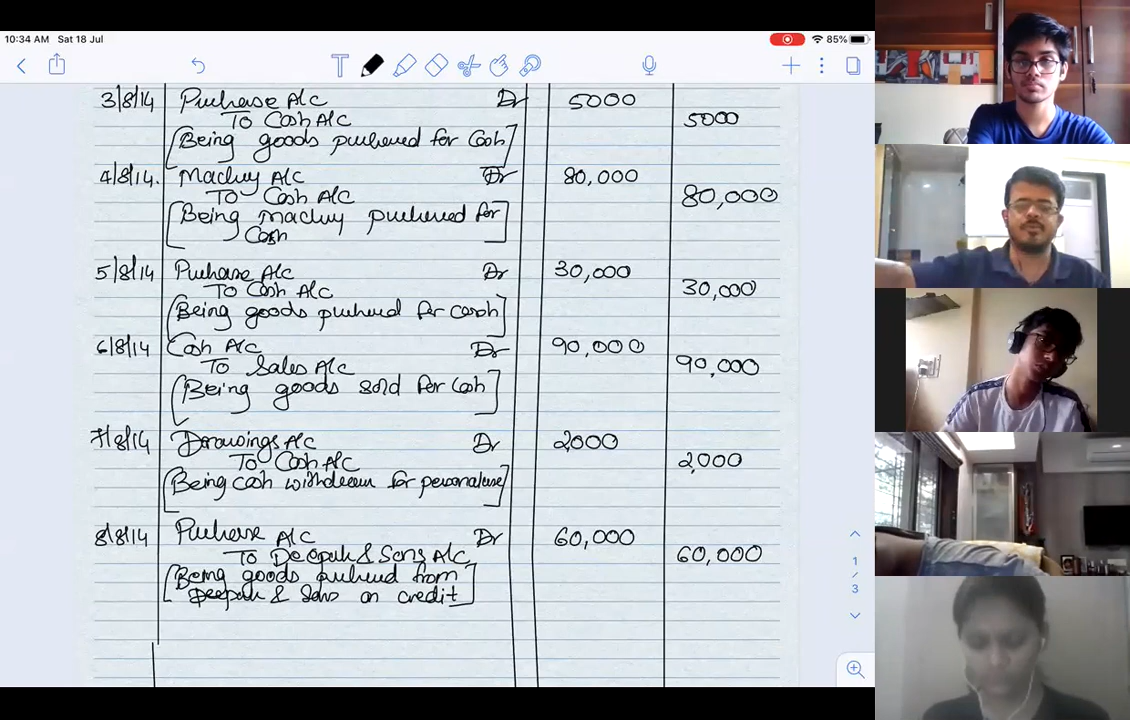 10:34 AM Sat 18 Jul 85%
3/8/14 Purchase A/c Dr 5000
To Cash A/c 5000
[Being goods purchased for Cash]
4/8/14. Machry A/c Dr 80,000
To Cash A/c 80,000
[Being Machry purchased for
Cash]
5/8/14 Purchase A/c Dr 30,000
To Cash A/c 30,000
[Being goods purchased for cash]
6/8/14 Cash A/c Dr 90,000
To Sales A/c 90,000
[Being goods sold for Cash]
7/8/14 Drawings A/c Dr 2,000
To Cash A/c 2,000
[Being cash withdrawn for personal use]
8/8/14 Purchase A/c Dr 60,000
To Deepak & Sons A/c 60,000
[Being goods purchased from
Deepak & Sons on credit]
1
/
3